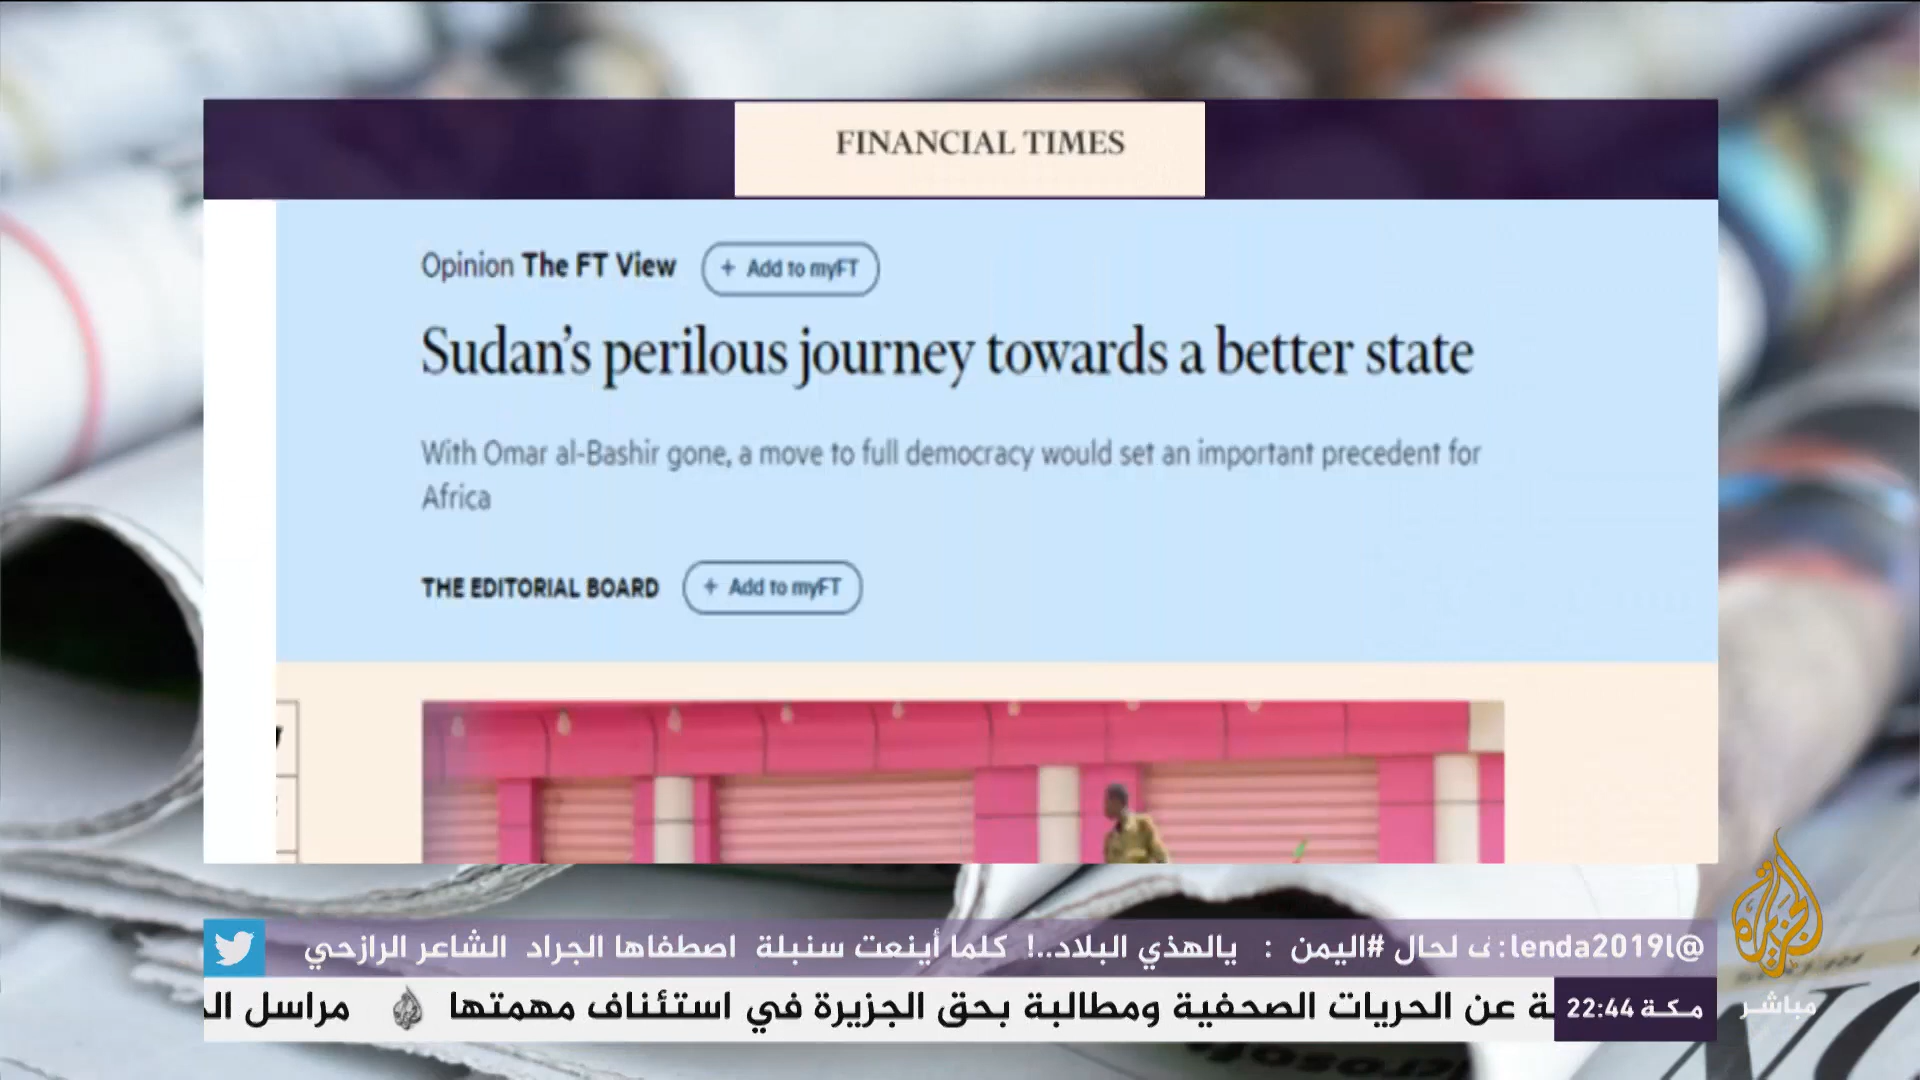 FINANCIAL TIMES
Opinion The FT View + Add to myFT
Sudan's perilous journey towards a better state
With Omar al-Bashir gone, a move to full democracy would set an important precedent for
Africa
THE EDITORIAL BOARD + Add to myFT
@lenda2019l: لحال #اليمن : يالهذي البلاد..! كلما أينعت سنبلة اصطفاها الجراد الشاعر الرازحي
مكة 22:44
ة عن الحريات الصحفية ومطالبة بحق الجزيرة في استئناف مهمتها مراسل
الجزيرة
مباشر